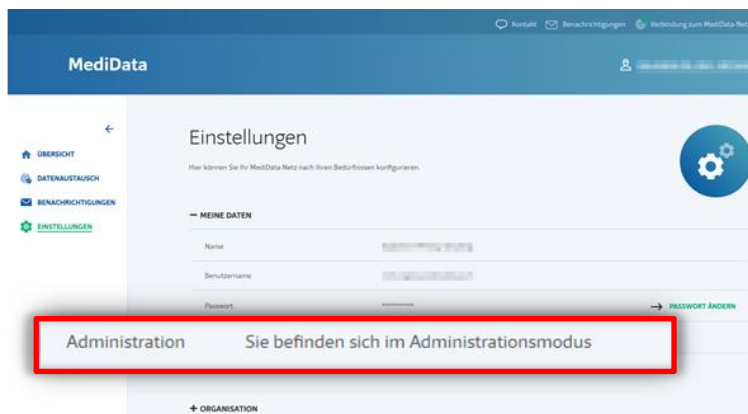 Kontakt Benachrichtigungen Verbindung zum MediData-Netz
MediData
Einstellungen
Hier können Sie Ihr MediData-Netz nach Ihren Bedürfnissen konfigurieren.
ÜBERSICHT
DATENAUSTAUSCH
BENACHRICHTIGUNGEN
EINSTELLUNGEN
— MEINE DATEN
Name
Benutzername
Passwort •••••••••• → PASSWORT ÄNDERN
Administration Sie befinden sich im Administrationsmodus
+ ORGANISATION